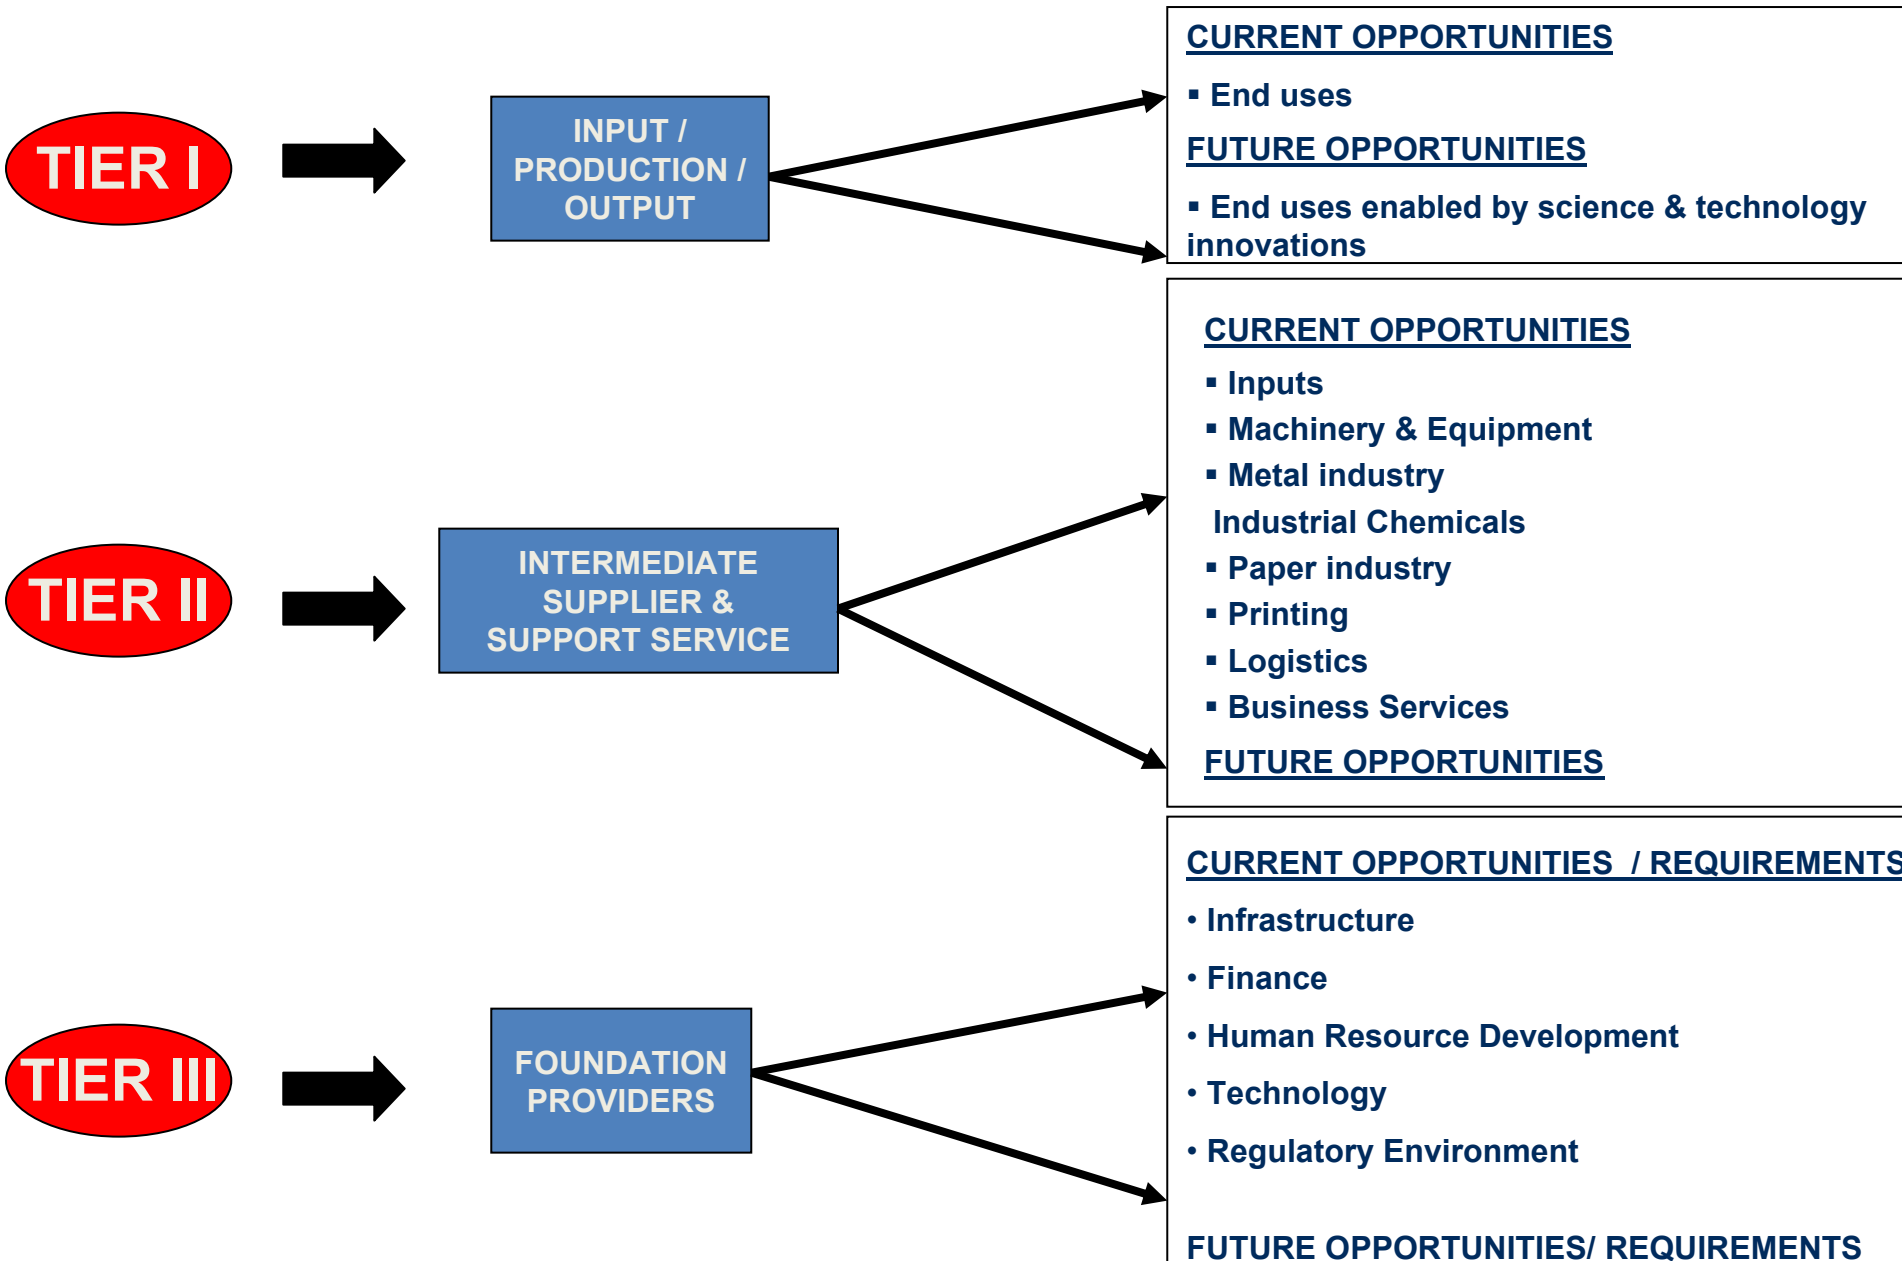 TIER I
INPUT /
PRODUCTION /
OUTPUT
CURRENT OPPORTUNITIES
▪ End uses
FUTURE OPPORTUNITIES
▪ End uses enabled by science & technology
innovations
TIER II
INTERMEDIATE
SUPPLIER &
SUPPORT SERVICE
CURRENT OPPORTUNITIES
▪ Inputs
▪ Machinery & Equipment
▪ Metal industry
Industrial Chemicals
▪ Paper industry
▪ Printing
▪ Logistics
▪ Business Services
FUTURE OPPORTUNITIES
TIER III
FOUNDATION
PROVIDERS
CURRENT OPPORTUNITIES / REQUIREMENTS
• Infrastructure
• Finance
• Human Resource Development
• Technology
• Regulatory Environment
FUTURE OPPORTUNITIES/ REQUIREMENTS